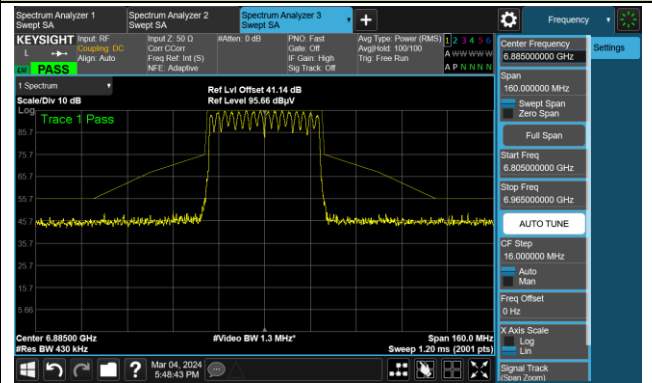 Spectrum Analyzer 1
Swept SA
Spectrum Analyzer 2
Swept SA
Spectrum Analyzer 3
Swept SA
Frequency
KEYSIGHT
L
LNI PASS
Input: RF
Coupling: DC
Align: Auto
Input Z: 50 Ω
Corr CCorr
Freq Ref: Int (S)
NFE: Adaptive
#Atten: 0 dB
PNO: Fast
Gate: Off
IF Gain: High
Sig Track: Off
Avg Type: Power (RMS)
Avg|Hold: 100/100
Trig: Free Run
1 2 3 4 5 6
A W W W W W
A P N N N N
1 Spectrum
Scale/Div 10 dB
Ref Lvl Offset 41.14 dB
Ref Level 95.66 dBµV
Log
Trace 1 Pass
85.7
75.7
65.7
55.7
45.7
35.7
25.7
15.7
5.66
Center 6.88500 GHz
#Res BW 430 kHz
#Video BW 1.3 MHz*
Span 160.0 MHz
Sweep 1.20 ms (2001 pts)
Center Frequency
6.885000000 GHz
Settings
Span
160.000000 MHz
Swept Span
Zero Span
Full Span
Start Freq
6.805000000 GHz
Stop Freq
6.965000000 GHz
AUTO TUNE
CF Step
16.000000 MHz
Auto
Man
Freq Offset
0 Hz
X Axis Scale
Log
Lin
Signal Track
(Span Zoom)
Mar 04, 2024
5:48:43 PM